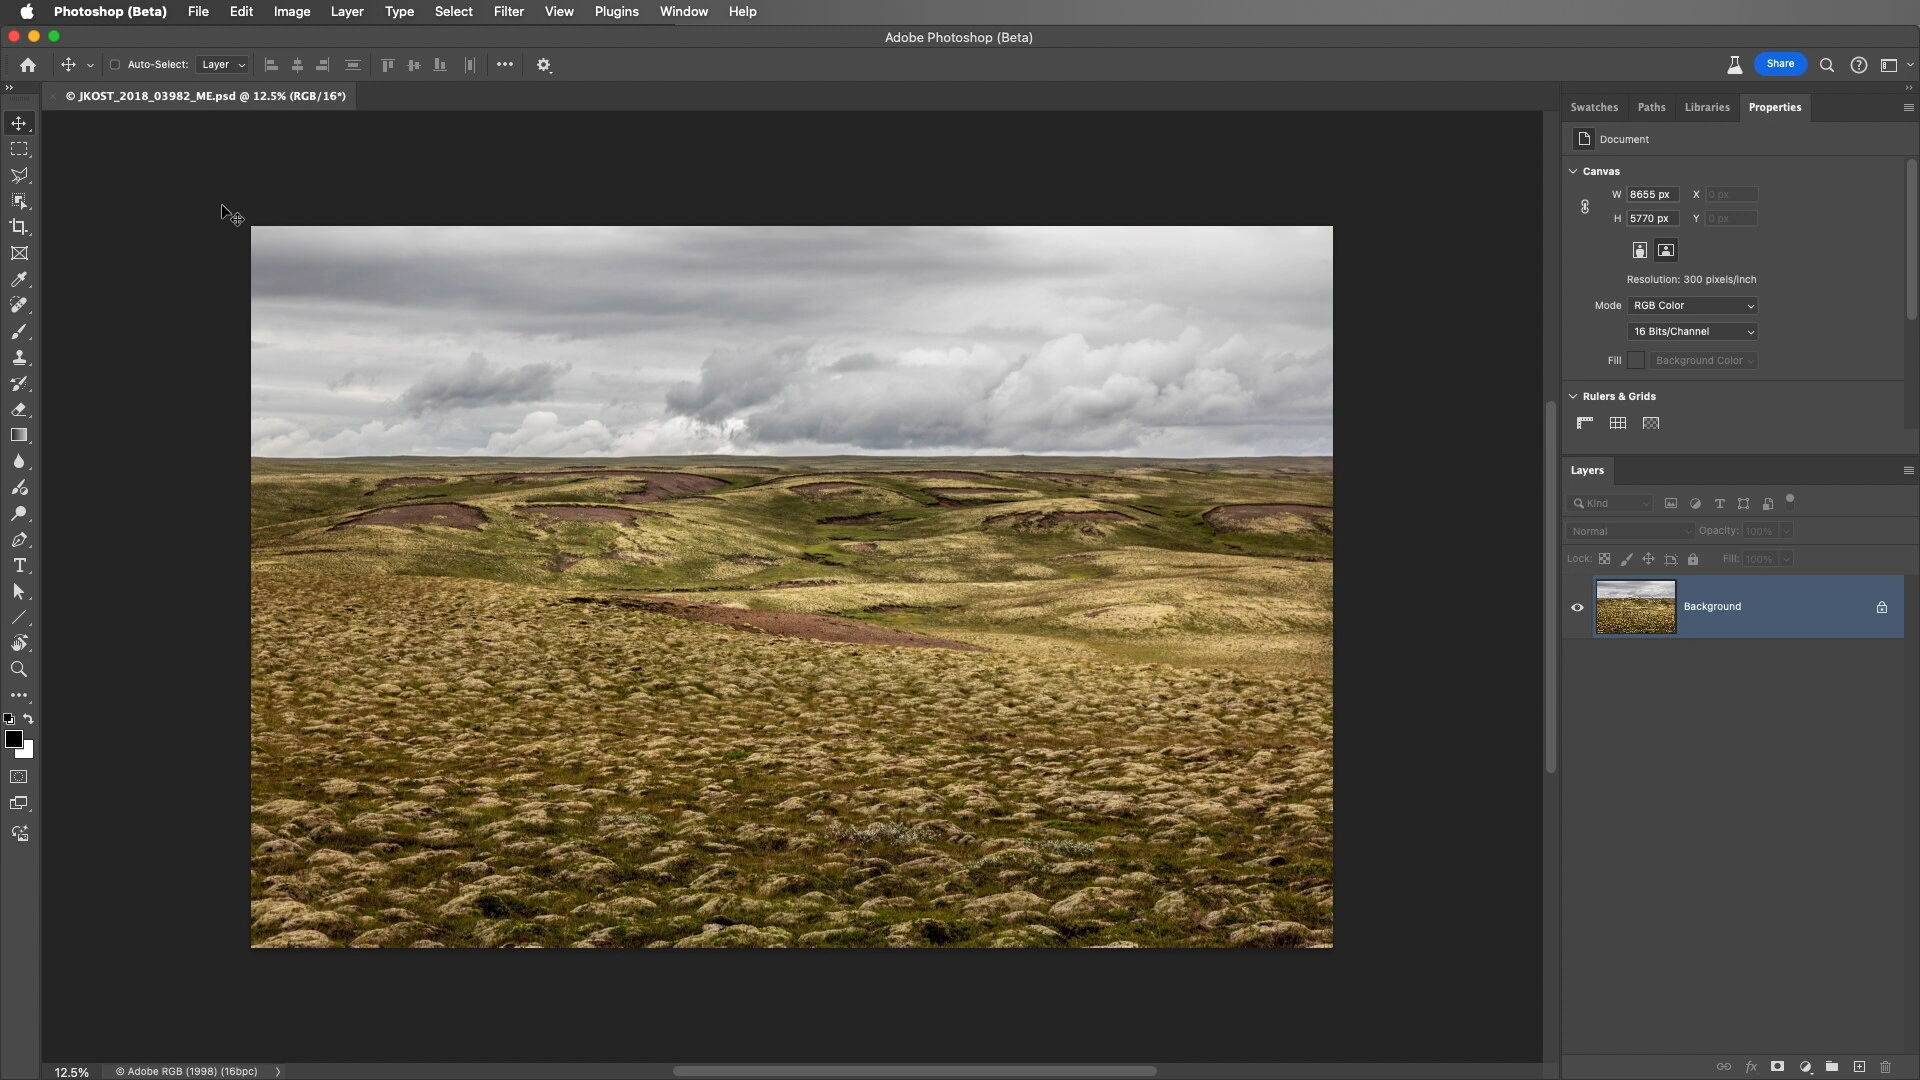 Photoshop (Beta) File Edit Image Layer Type Select Filter View Plugins Window Help
Adobe Photoshop (Beta)
Auto-Select: Layer Share
© JKOST_2018_03982_ME.psd @ 12.5% (RGB/16*)
Swatches Paths Libraries Properties
Document
Canvas
W 8655 px X 0 px
H 5770 px Y 0 px
Resolution: 300 pixels/inch
Mode RGB Color
16 Bits/Channel
Fill Background Color
Rulers & Grids
Layers
Kind
Normal Opacity: 100%
Lock: Fill: 100%
Background
12.5% © Adobe RGB (1998) (16bpc)
fx